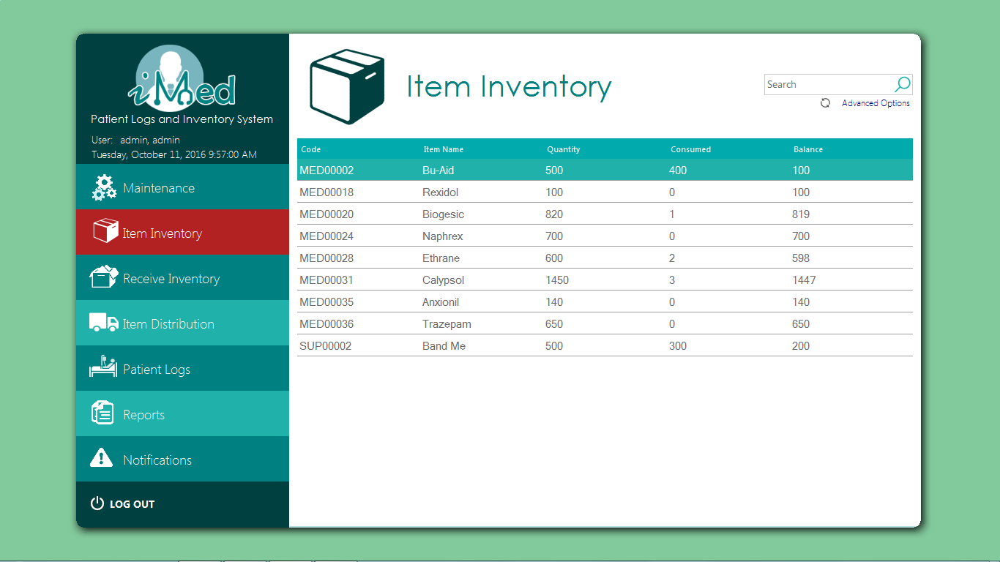 iMed
Patient Logs and Inventory System
User: admin, admin
Tuesday, October 11, 2016 9:57:00 AM
Maintenance
Item Inventory
Receive Inventory
Item Distribution
Patient Logs
Reports
Notifications
LOG OUT
Item Inventory
Search
Advanced Options
Code Item Name Quantity Consumed Balance
MED00002 Bu-Aid 500 400 100
MED00018 Rexidol 100 0 100
MED00020 Biogesic 820 1 819
MED00024 Naphrex 700 0 700
MED00028 Ethrane 600 2 598
MED00031 Calypsol 1450 3 1447
MED00035 Anxionil 140 0 140
MED00036 Trazepam 650 0 650
SUP00002 Band Me 500 300 200